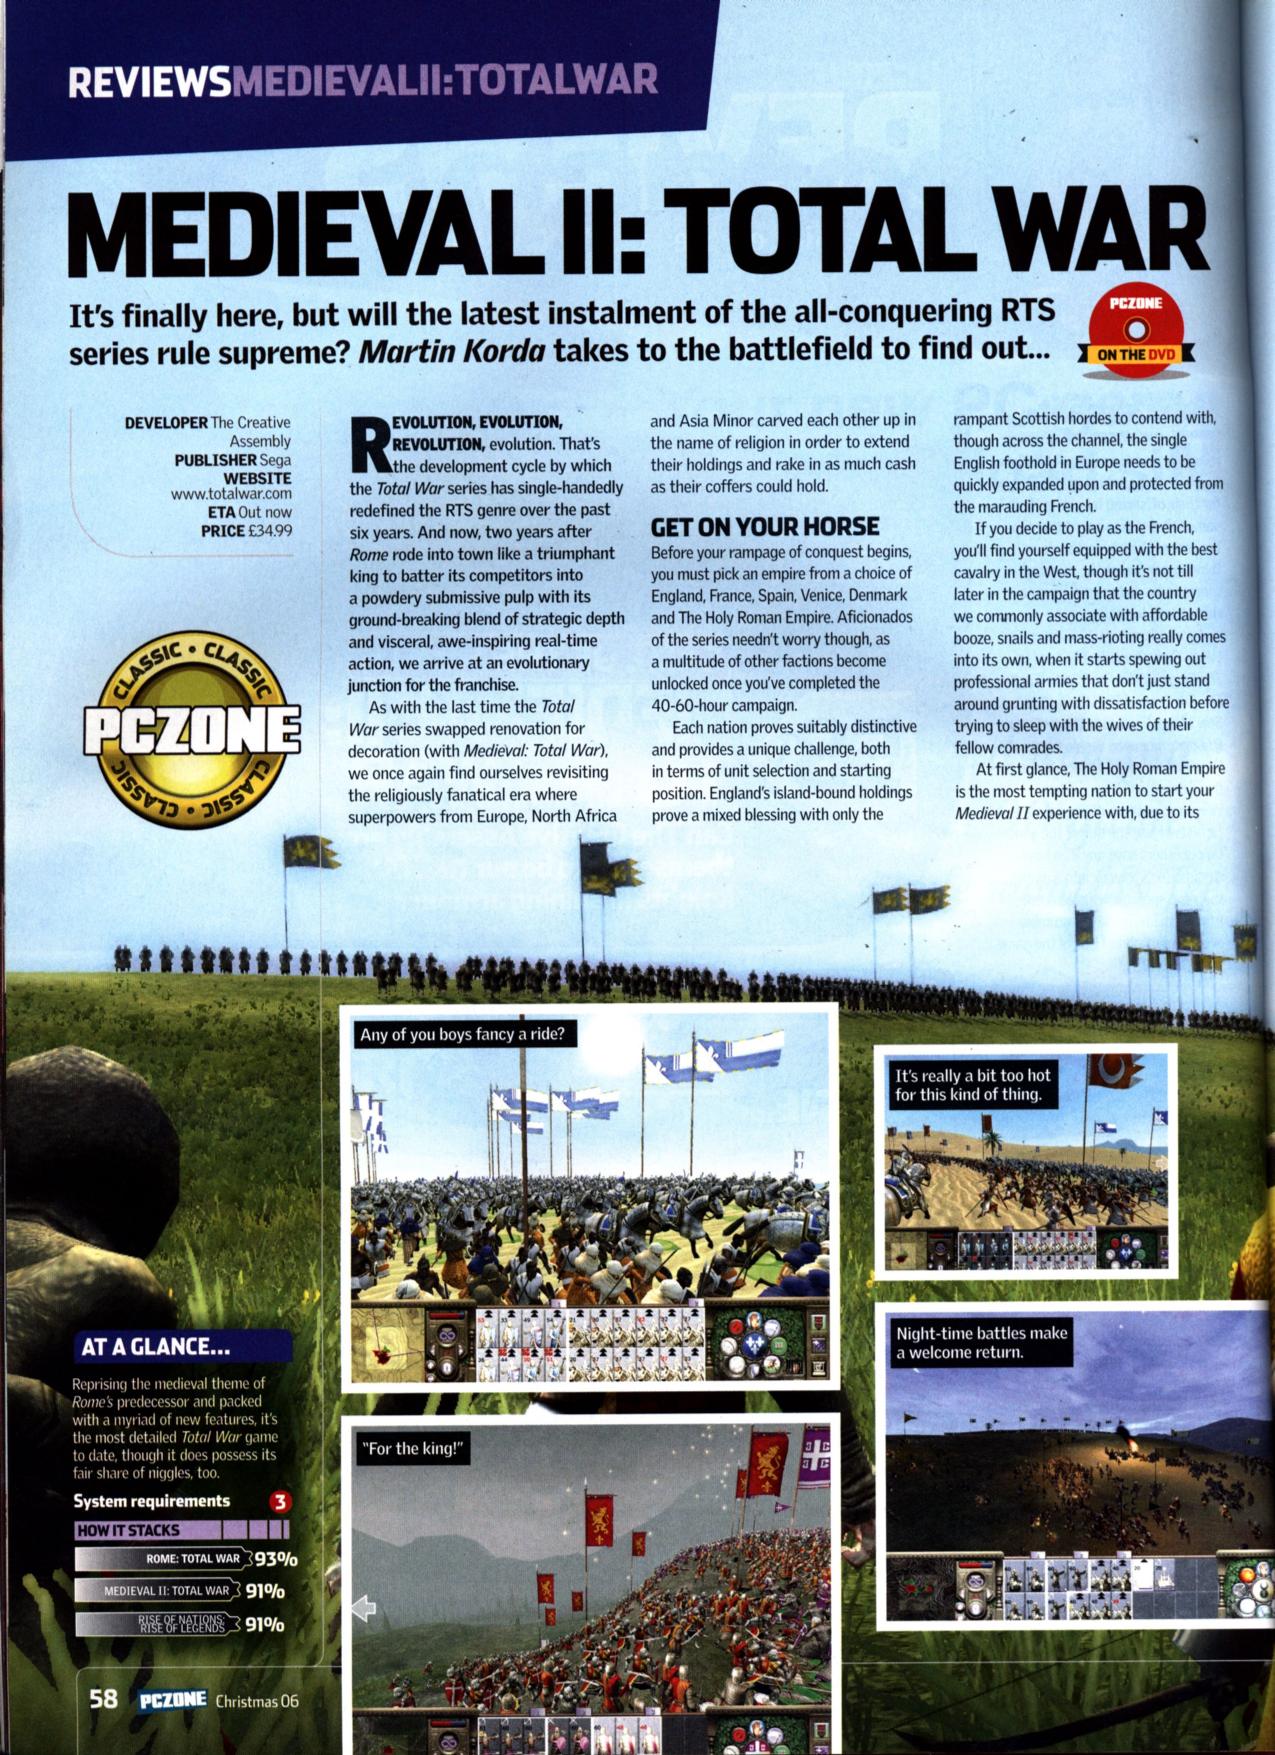 REVIEWSMEDIEVALII:TOTALWAR
MEDIEVAL II: TOTAL WAR
It's finally here, but will the latest instalment of the all-conquering RTS
series rule supreme? Martin Korda takes to the battlefield to find out...
PCZONE
ON THE DVD
DEVELOPER The Creative
Assembly
PUBLISHER Sega
WEBSITE
www.totalwar.com
ETA Out now
PRICE £34.99
CLASSIC • CLASSIC
PCZONE
CLASSIC • CLASSIC
REVOLUTION, EVOLUTION,
REVOLUTION, evolution. That's
the development cycle by which
the Total War series has single-handedly
redefined the RTS genre over the past
six years. And now, two years after
Rome rode into town like a triumphant
king to batter its competitors into
a powdery submissive pulp with its
ground-breaking blend of strategic depth
and visceral, awe-inspiring real-time
action, we arrive at an evolutionary
junction for the franchise.
As with the last time the Total
War series swapped renovation for
decoration (with Medieval: Total War),
we once again find ourselves revisiting
the religiously fanatical era where
superpowers from Europe, North Africa
and Asia Minor carved each other up in
the name of religion in order to extend
their holdings and rake in as much cash
as their coffers could hold.
GET ON YOUR HORSE
Before your rampage of conquest begins,
you must pick an empire from a choice of
England, France, Spain, Venice, Denmark
and The Holy Roman Empire. Aficionados
of the series needn't worry though, as
a multitude of other factions become
unlocked once you've completed the
40-60-hour campaign.
Each nation proves suitably distinctive
and provides a unique challenge, both
in terms of unit selection and starting
position. England's island-bound holdings
prove a mixed blessing with only the
rampant Scottish hordes to contend with,
though across the channel, the single
English foothold in Europe needs to be
quickly expanded upon and protected from
the marauding French.
If you decide to play as the French,
you'll find yourself equipped with the best
cavalry in the West, though it's not till
later in the campaign that the country
we commonly associate with affordable
booze, snails and mass-rioting really comes
into its own, when it starts spewing out
professional armies that don't just stand
around grunting with dissatisfaction before
trying to sleep with the wives of their
fellow comrades.
At first glance, The Holy Roman Empire
is the most tempting nation to start your
Medieval II experience with, due to its
Any of you boys fancy a ride?
It's really a bit too hot
for this kind of thing.
Night-time battles make
a welcome return.
"For the king!"
AT A GLANCE...
Reprising the medieval theme of
Rome's predecessor and packed
with a myriad of new features, it's
the most detailed Total War game
to date, though it does possess its
fair share of niggles, too.
System requirements 3
HOW IT STACKS
ROME: TOTAL WAR 93%
MEDIEVAL II: TOTAL WAR 91%
RISE OF NATIONS:
RISE OF LEGENDS 91%
58 PCZONE Christmas 06